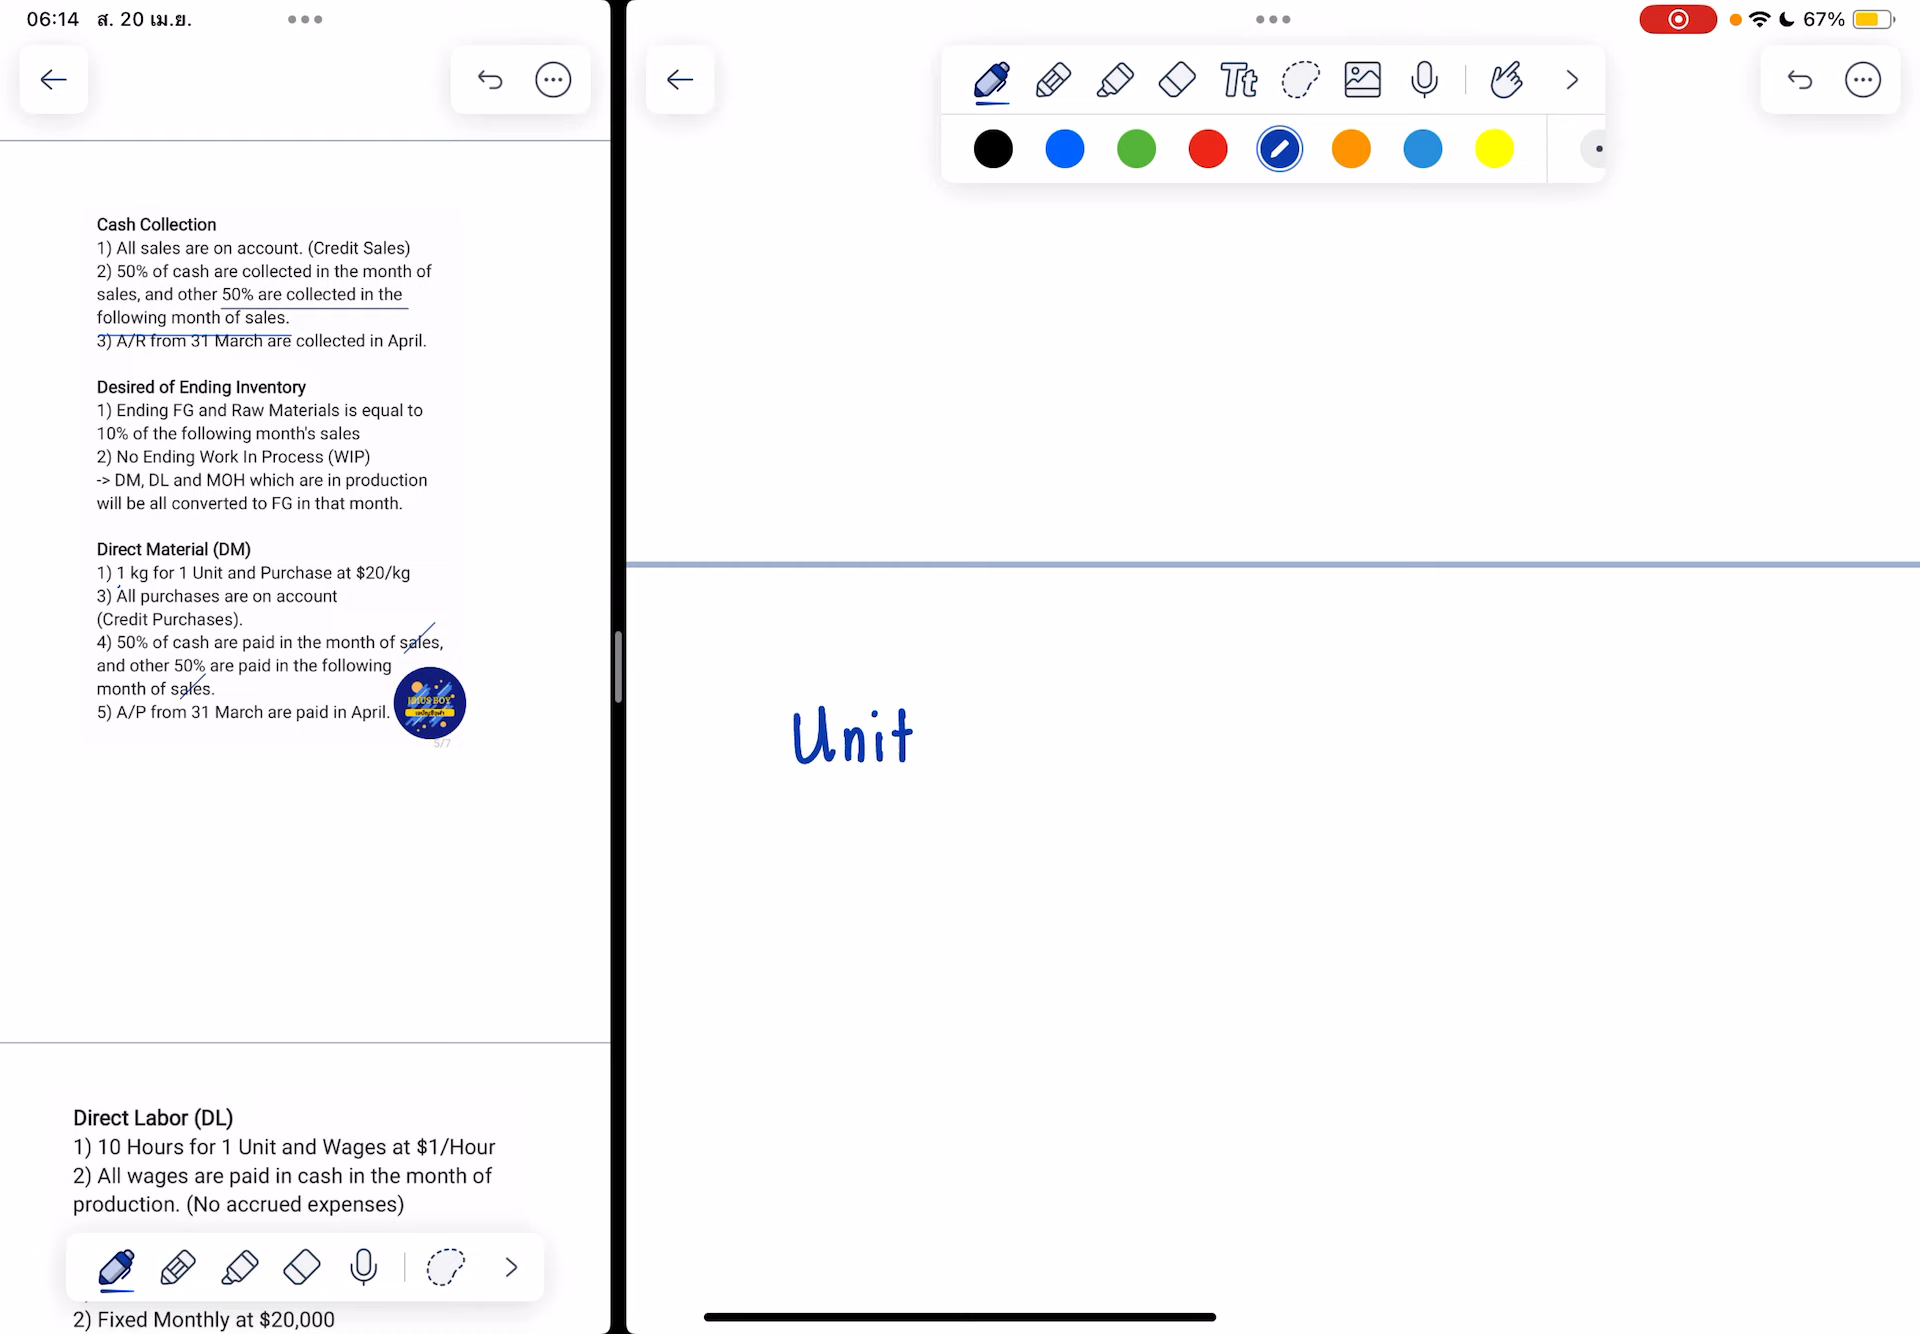 06:14 ส. 20 เม.ย.
67%
Tt
Cash Collection
1) All sales are on account. (Credit Sales)
2) 50% of cash are collected in the month of
sales, and other 50% are collected in the
following month of sales.
3) A/R from 31 March are collected in April.
Desired of Ending Inventory
1) Ending FG and Raw Materials is equal to
10% of the following month's sales
2) No Ending Work In Process (WIP)
-> DM, DL and MOH which are in production
will be all converted to FG in that month.
Direct Material (DM)
1) 1 kg for 1 Unit and Purchase at $20/kg
3) All purchases are on account
(Credit Purchases).
4) 50% of cash are paid in the month of sales,
and other 50% are paid in the following
month of sales.
5) A/P from 31 March are paid in April.
5/7
Direct Labor (DL)
1) 10 Hours for 1 Unit and Wages at $1/Hour
2) All wages are paid in cash in the month of
production. (No accrued expenses)
2) Fixed Monthly at $20,000
Unit